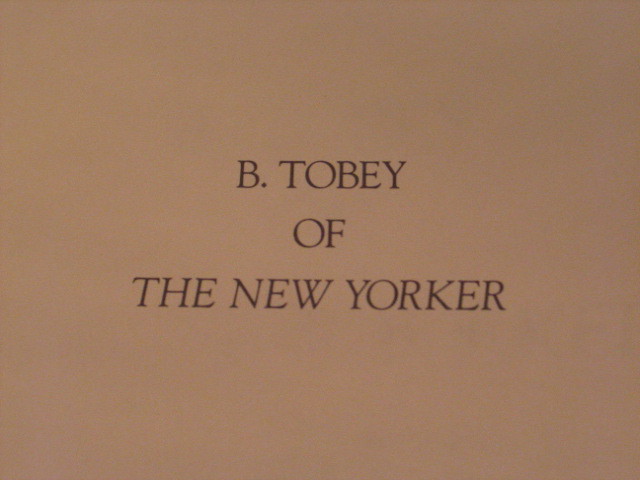 B. TOBEY
OF
THE NEW YORKER